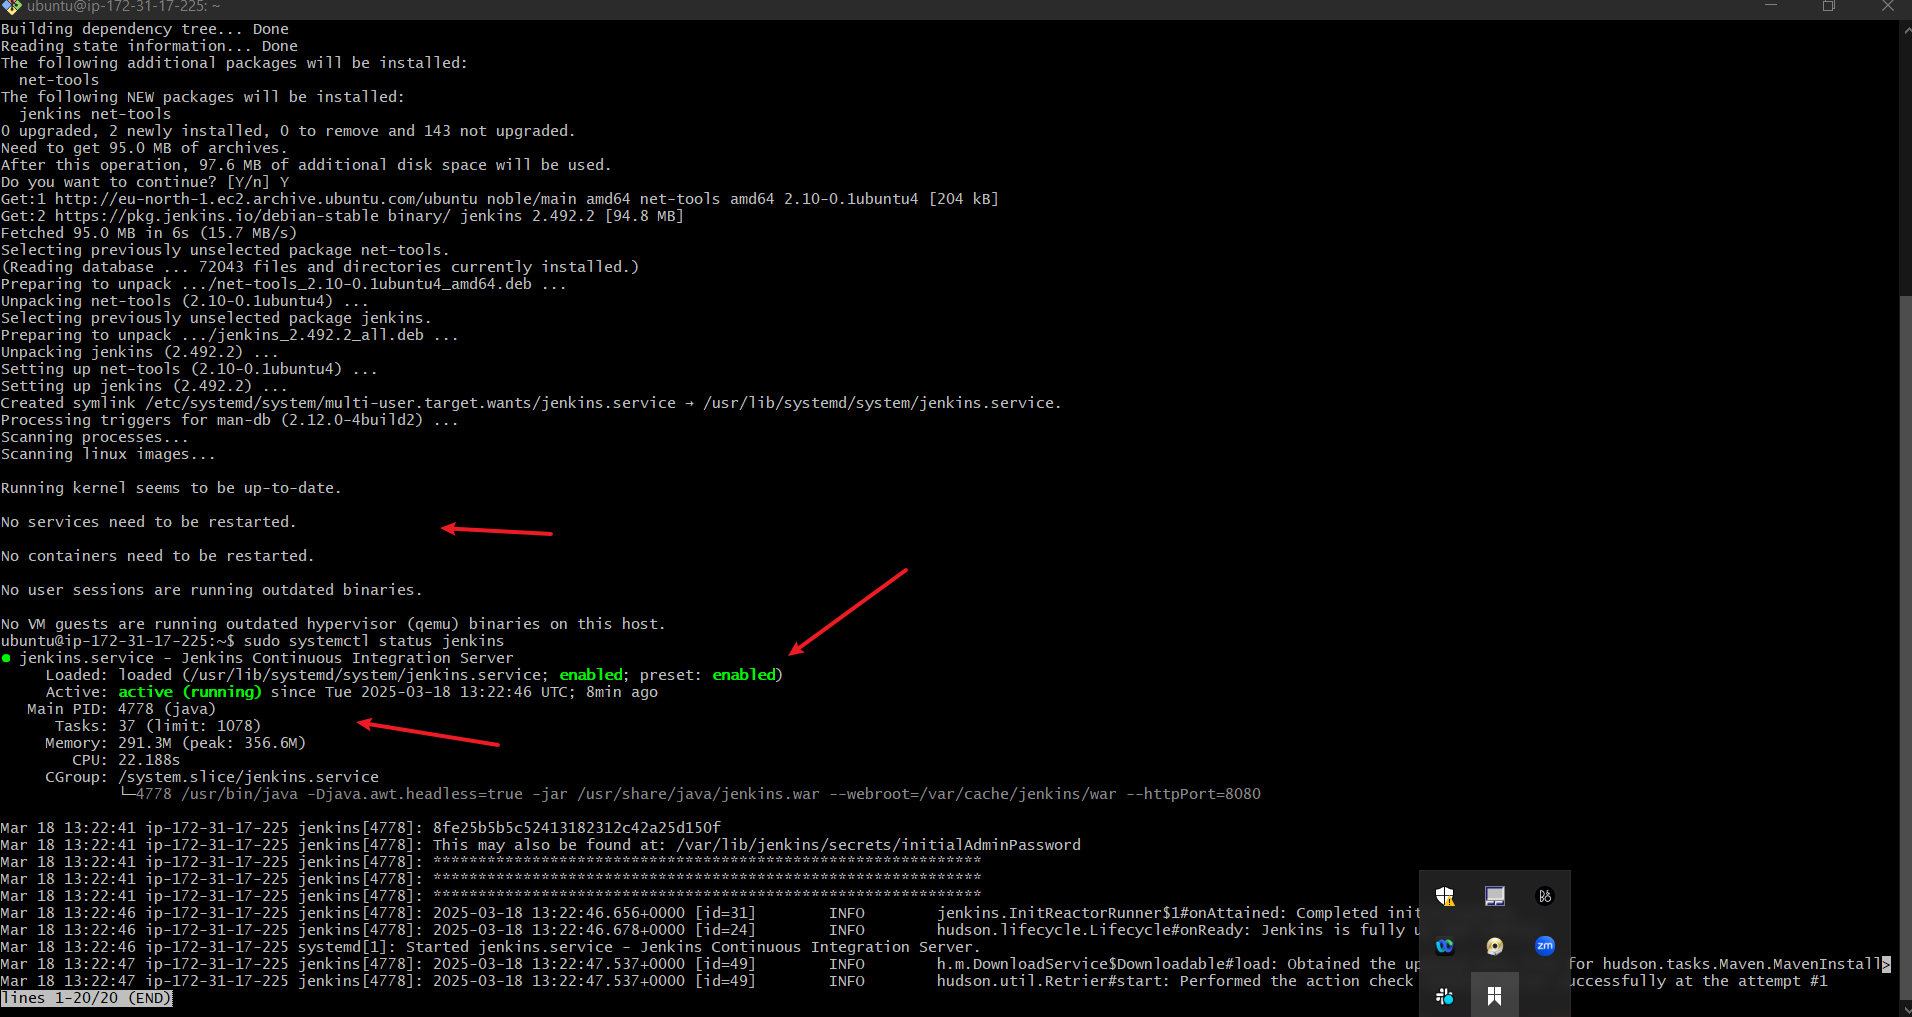 ubuntu@ip-172-31-17-225: ~
Building dependency tree... Done
Reading state information... Done
The following additional packages will be installed:
  net-tools
The following NEW packages will be installed:
  jenkins net-tools
0 upgraded, 2 newly installed, 0 to remove and 143 not upgraded.
Need to get 95.0 MB of archives.
After this operation, 97.6 MB of additional disk space will be used.
Do you want to continue? [Y/n] Y
Get:1 http://eu-north-1.ec2.archive.ubuntu.com/ubuntu noble/main amd64 net-tools amd64 2.10-0.1ubuntu4 [204 kB]
Get:2 https://pkg.jenkins.io/debian-stable binary/ jenkins 2.492.2 [94.8 MB]
Fetched 95.0 MB in 6s (15.7 MB/s)
Selecting previously unselected package net-tools.
(Reading database ... 72043 files and directories currently installed.)
Preparing to unpack .../net-tools_2.10-0.1ubuntu4_amd64.deb ...
Unpacking net-tools (2.10-0.1ubuntu4) ...
Selecting previously unselected package jenkins.
Preparing to unpack .../jenkins_2.492.2_all.deb ...
Unpacking jenkins (2.492.2) ...
Setting up net-tools (2.10-0.1ubuntu4) ...
Setting up jenkins (2.492.2) ...
Created symlink /etc/systemd/system/multi-user.target.wants/jenkins.service → /usr/lib/systemd/system/jenkins.service.
Processing triggers for man-db (2.12.0-4build2) ...
Scanning processes...
Scanning linux images...
Running kernel seems to be up-to-date.
No services need to be restarted.
No containers need to be restarted.
No user sessions are running outdated binaries.
No VM guests are running outdated hypervisor (qemu) binaries on this host.
ubuntu@ip-172-31-17-225:~$ sudo systemctl status jenkins
● jenkins.service - Jenkins Continuous Integration Server
     Loaded: loaded (/usr/lib/systemd/system/jenkins.service; enabled; preset: enabled)
     Active: active (running) since Tue 2025-03-18 13:22:46 UTC; 8min ago
   Main PID: 4778 (java)
      Tasks: 37 (limit: 1078)
     Memory: 291.3M (peak: 356.6M)
        CPU: 22.188s
     CGroup: /system.slice/jenkins.service
             └─4778 /usr/bin/java -Djava.awt.headless=true -jar /usr/share/java/jenkins.war --webroot=/var/cache/jenkins/war --httpPort=8080
Mar 18 13:22:41 ip-172-31-17-225 jenkins[4778]: 8fe25b5b5c52413182312c42a25d150f
Mar 18 13:22:41 ip-172-31-17-225 jenkins[4778]: This may also be found at: /var/lib/jenkins/secrets/initialAdminPassword
Mar 18 13:22:41 ip-172-31-17-225 jenkins[4778]: *************************************************************
Mar 18 13:22:41 ip-172-31-17-225 jenkins[4778]: *************************************************************
Mar 18 13:22:41 ip-172-31-17-225 jenkins[4778]: *************************************************************
Mar 18 13:22:46 ip-172-31-17-225 jenkins[4778]: 2025-03-18 13:22:46.656+0000 [id=31]        INFO        jenkins.InitReactorRunner$1#onAttained: Completed init
Mar 18 13:22:46 ip-172-31-17-225 jenkins[4778]: 2025-03-18 13:22:46.678+0000 [id=24]        INFO        hudson.lifecycle.Lifecycle#onReady: Jenkins is fully u
Mar 18 13:22:46 ip-172-31-17-225 systemd[1]: Started jenkins.service - Jenkins Continuous Integration Server.
Mar 18 13:22:47 ip-172-31-17-225 jenkins[4778]: 2025-03-18 13:22:47.537+0000 [id=49]        INFO        h.m.DownloadService$Downloadable#load: Obtained the up for hudson.tasks.Maven.MavenInstall>
Mar 18 13:22:47 ip-172-31-17-225 jenkins[4778]: 2025-03-18 13:22:47.537+0000 [id=49]        INFO        hudson.util.Retrier#start: Performed the action check uccessfully at the attempt #1
lines 1-20/20 (END)
zm